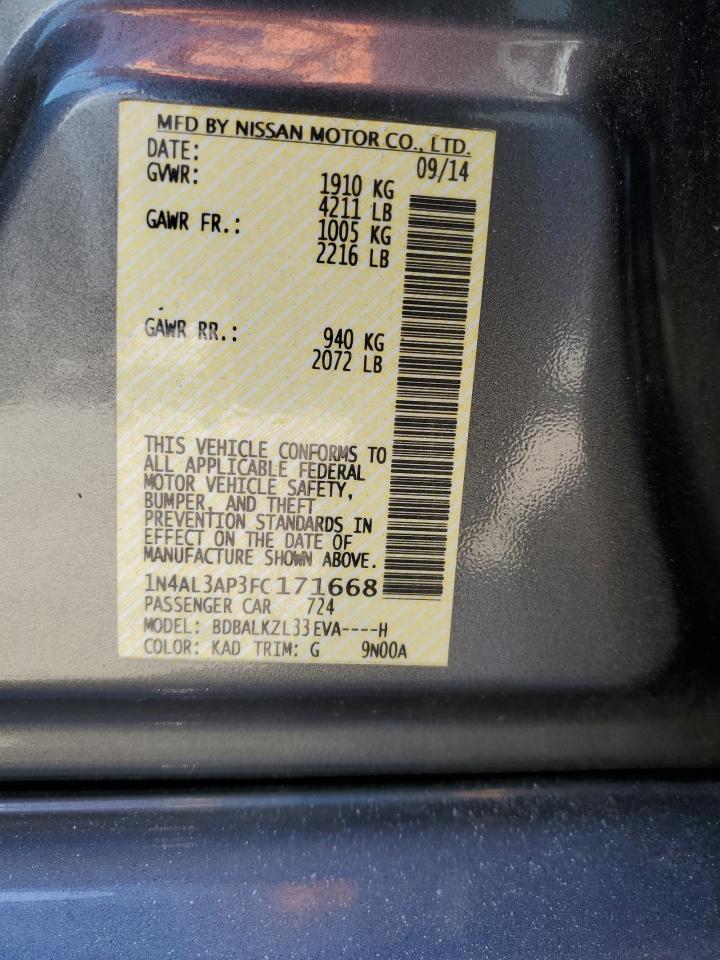 MFD BY NISSAN MOTOR CO., LTD.
DATE: 09/14
GVWR: 1910 KG
4211 LB
GAWR FR.: 1005 KG
2216 LB
GAWR RR.: 940 KG
2072 LB
THIS VEHICLE CONFORMS TO
ALL APPLICABLE FEDERAL
MOTOR VEHICLE SAFETY,
BUMPER, AND THEFT
PREVENTION STANDARDS IN
EFFECT ON THE DATE OF
MANUFACTURE SHOWN ABOVE.
1N4AL3AP3FC171668
PASSENGER CAR 724
MODEL: BDBALKZL33EVA----H
COLOR: KAD TRIM: G 9N00A